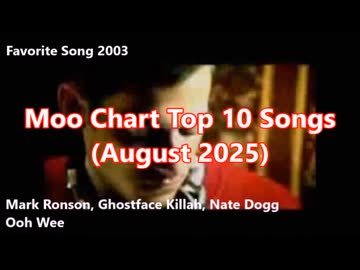 Favorite Song 2003
Moo Chart Top 10 Songs
(August 2025)
Mark Ronson, Ghostface Killah, Nate Dogg
Ooh Wee